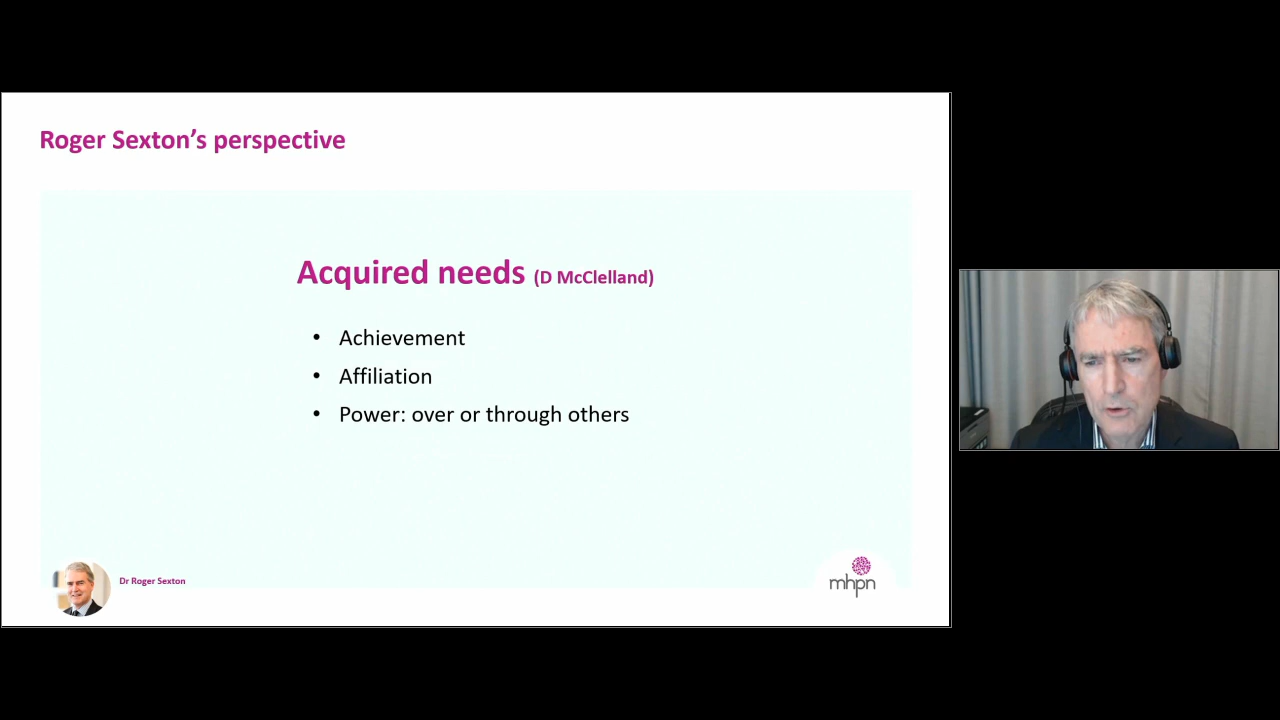 Roger Sexton’s perspective
Acquired needs (D McClelland)
• Achievement
• Affiliation
• Power: over or through others
Dr Roger Sexton
mhpn